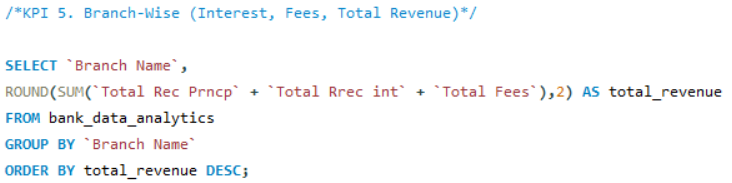 /*KPI 5. Branch-Wise (Interest, Fees, Total Revenue)*/
SELECT `Branch Name`,
ROUND(SUM(`Total Rec Prncp` + `Total Rrec int` + `Total Fees`),2) AS total_revenue
FROM bank_data_analytics
GROUP BY `Branch Name`
ORDER BY total_revenue DESC;